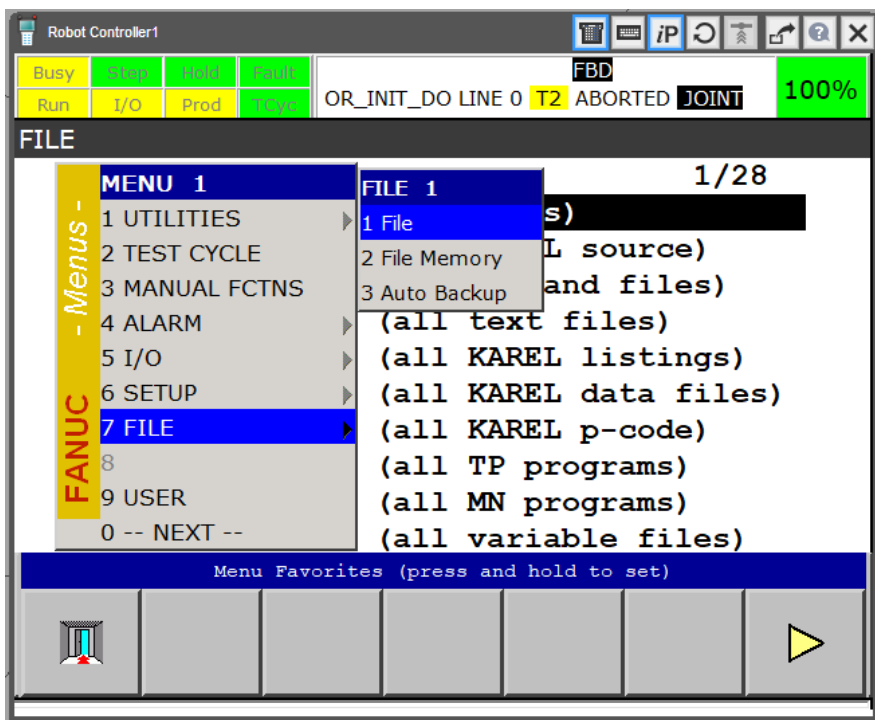 Robot Controller1
iP
Busy Step Hold Fault
Run I/O Prod TCyc
FBD
OR_INIT_DO LINE 0 T2 ABORTED JOINT
100%
FILE
1/28
FANUC - Menus -
MENU 1
1 UTILITIES
2 TEST CYCLE
3 MANUAL FCTNS
4 ALARM
5 I/O
6 SETUP
7 FILE
8
9 USER
0 -- NEXT --
FILE 1
1 File
2 File Memory
3 Auto Backup
s)
L source)
and files)
(all text files)
(all KAREL listings)
(all KAREL data files)
(all KAREL p-code)
(all TP programs)
(all MN programs)
(all variable files)
Menu Favorites (press and hold to set)